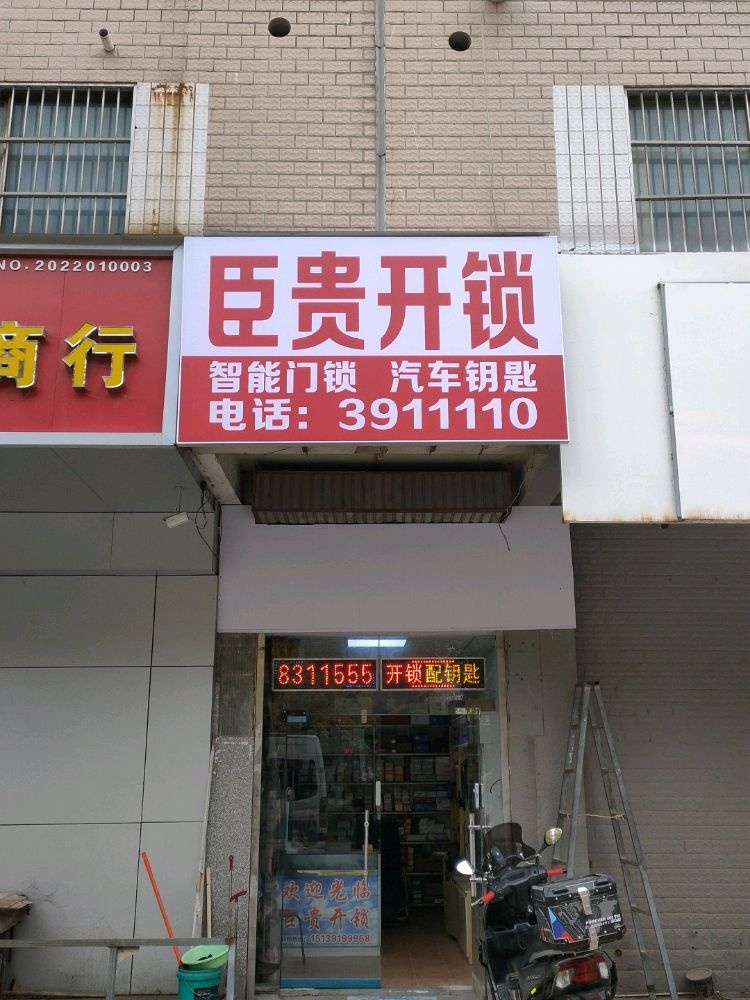 NO. 2022010003
商行
臣贵开锁
智能门锁 汽车钥匙
电话：3911110
8311555 开锁配钥匙
欢迎光临
臣贵开锁
15139199968